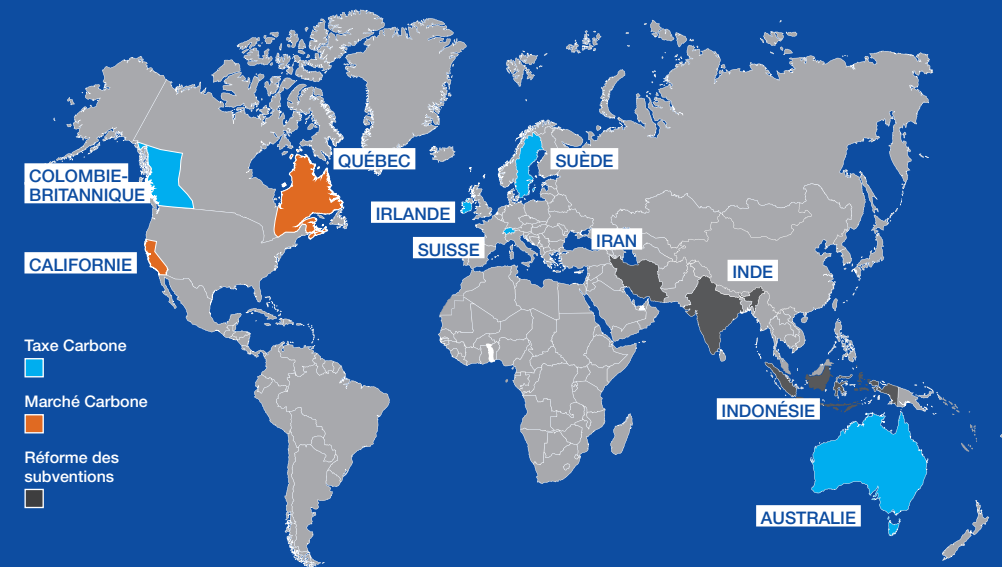 QUÉBEC
SUÈDE
COLOMBIE-
BRITANNIQUE
IRLANDE
SUISSE
IRAN
CALIFORNIE
INDE
Taxe Carbone
Marché Carbone
INDONÉSIE
Réforme des
subventions
AUSTRALIE